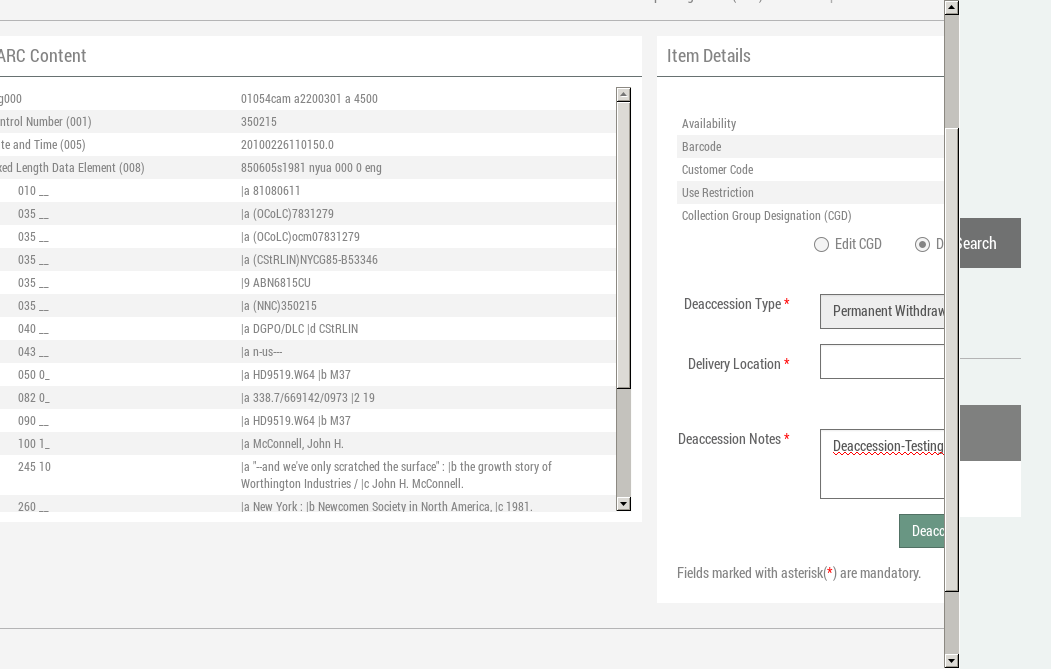 ARC Content
01054cam a2200301 a 4500
ntrol Number (001) 350215
te and Time (005) 20100226110150.0
xed Length Data Element (008) 850605s1981 nyua 000 0 eng
010 __ |a 81080611
035 __ |a (OCoLC)7831279
035 __ |a (OCoLC)ocm07831279
035 __ |a (CStRLIN)NYCG85-B53346
035 __ |9 ABN6815CU
035 __ |a (NNC)350215
040 __ |a DGPO/DLC |d CStRLIN
043 __ |a n-us---
050 0_ |a HD9519.W64 |b M37
082 0_ |a 338.7/669142/0973 |2 19
090 __ |a HD9519.W64 |b M37
100 1_ |a McConnell, John H.
245 10 |a "--and we've only scratched the surface" : |b the growth story of
Worthington Industries / |c John H. McConnell.
260 __ |a New York : |b Newcomen Society in North America, |c 1981.
Item Details
Availability
Barcode
Customer Code
Use Restriction
Collection Group Designation (CGD)
Edit CGD D
Search
Deaccession Type * Permanent Withdraw
Delivery Location *
Deaccession Notes * Deaccession-Testing
Deacc
Fields marked with asterisk(*) are mandatory.